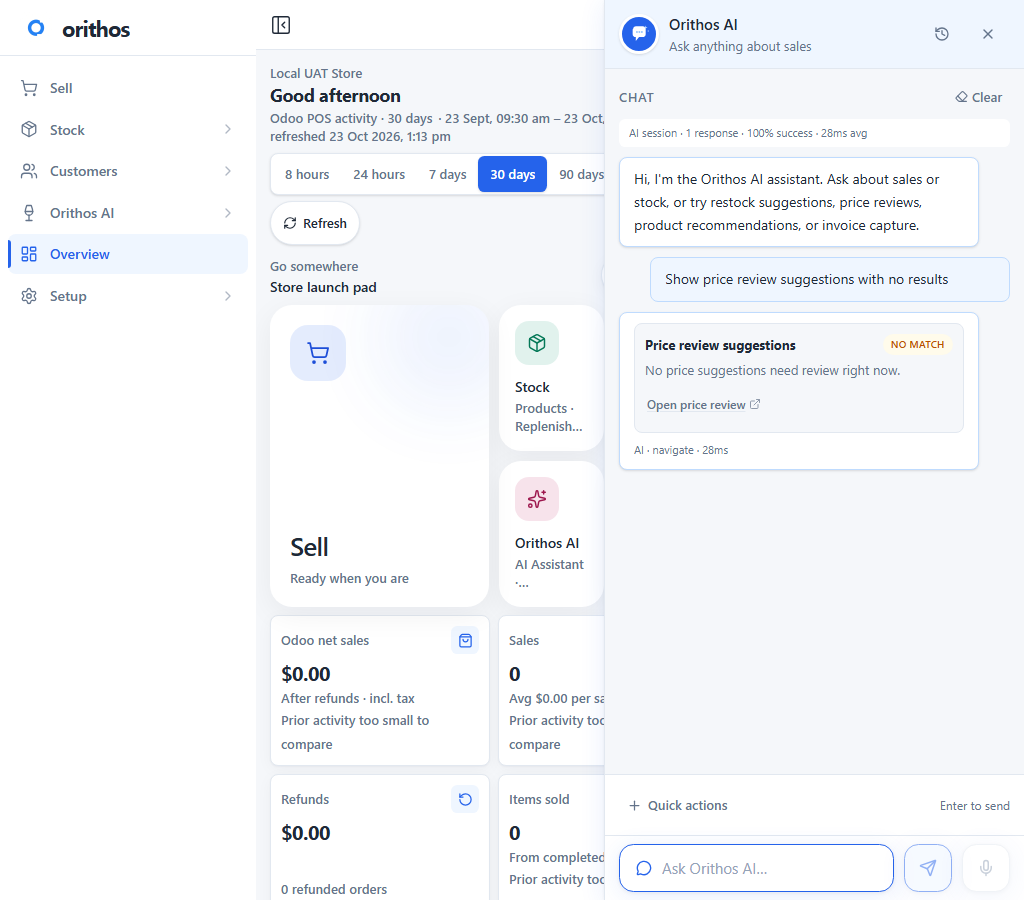 orithos
Sell
Stock
Customers
Orithos AI
Overview
Setup
Local UAT Store
Good afternoon
Odoo POS activity · 30 days · 23 Sept, 09:30 am – 23 Oct,
refreshed 23 Oct 2026, 1:13 pm
8 hours
24 hours
7 days
30 days
90 days
Refresh
Go somewhere
Store launch pad
Sell
Ready when you are
Stock
Products ·
Replenish...
Orithos AI
AI Assistant
·...
Odoo net sales
$0.00
After refunds · incl. tax
Prior activity too small to
compare
Sales
0
Avg $0.00 per sa
Prior activity too
compare
Refunds
$0.00
0 refunded orders
Items sold
0
From completed
Prior activity too
Orithos AI
Ask anything about sales
CHAT
Clear
AI session · 1 response · 100% success · 28ms avg
Hi, I'm the Orithos AI assistant. Ask about sales or
stock, or try restock suggestions, price reviews,
product recommendations, or invoice capture.
Show price review suggestions with no results
Price review suggestions
NO MATCH
No price suggestions need review right now.
Open price review
AI · navigate · 28ms
Quick actions
Enter to send
Ask Orithos AI...